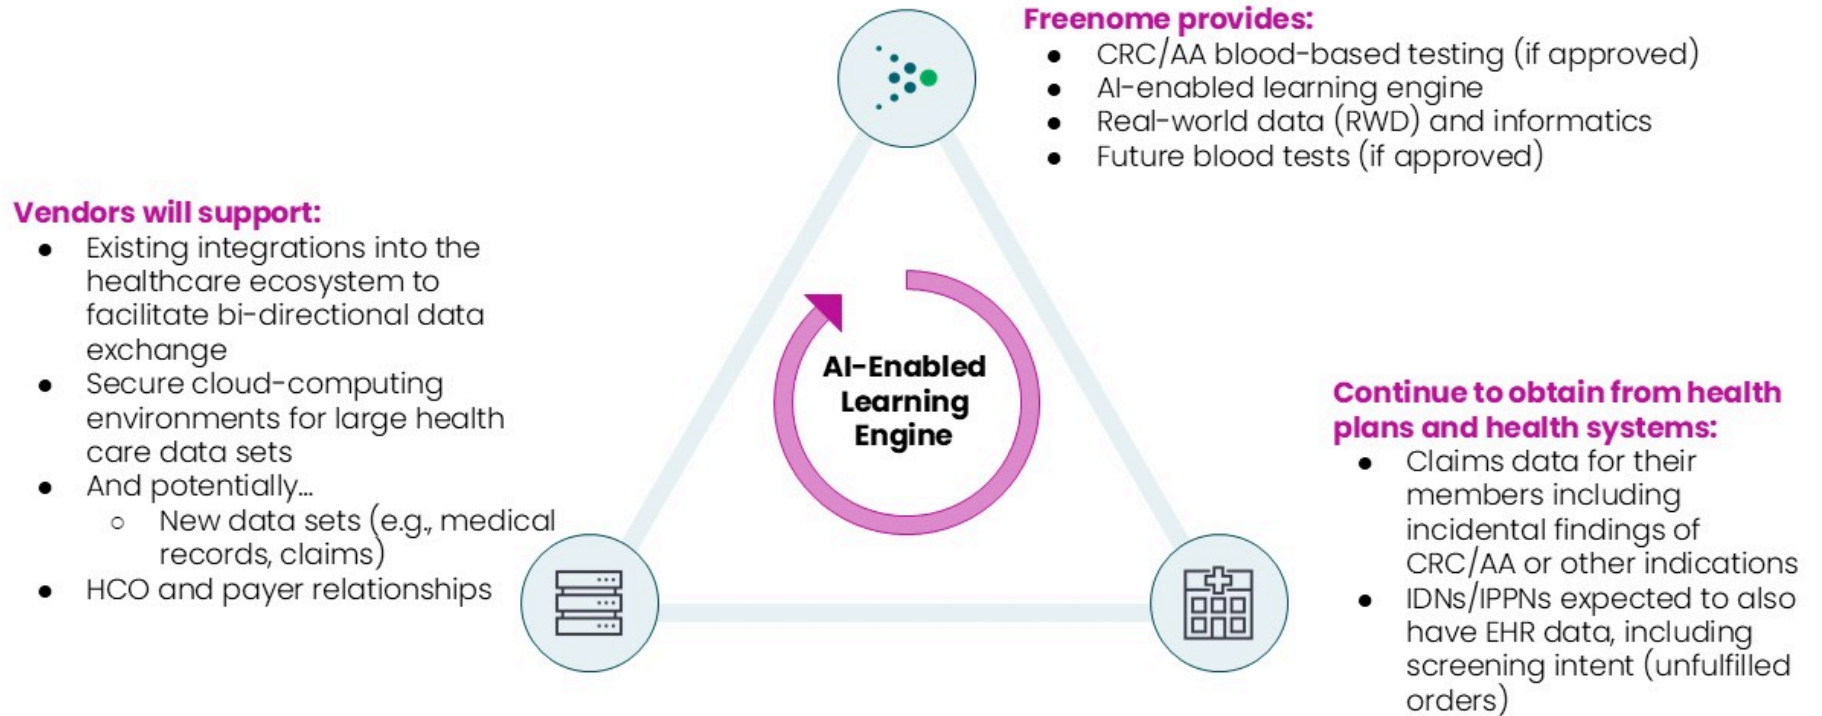 Freenome provides:
● CRC/AA blood-based testing (if approved)
● AI-enabled learning engine
● Real-world data (RWD) and informatics
● Future blood tests (if approved)
Vendors will support:
● Existing integrations into the
healthcare ecosystem to
facilitate bi-directional data
exchange
● Secure cloud-computing
environments for large health
care data sets
● And potentially...
○ New data sets (e.g., medical
records, claims)
● HCO and payer relationships
AI-Enabled
Learning
Engine
Continue to obtain from health
plans and health systems:
● Claims data for their
members including
incidental findings of
CRC/AA or other indications
● IDNs/IPPNs expected to also
have EHR data, including
screening intent (unfulfilled
orders)